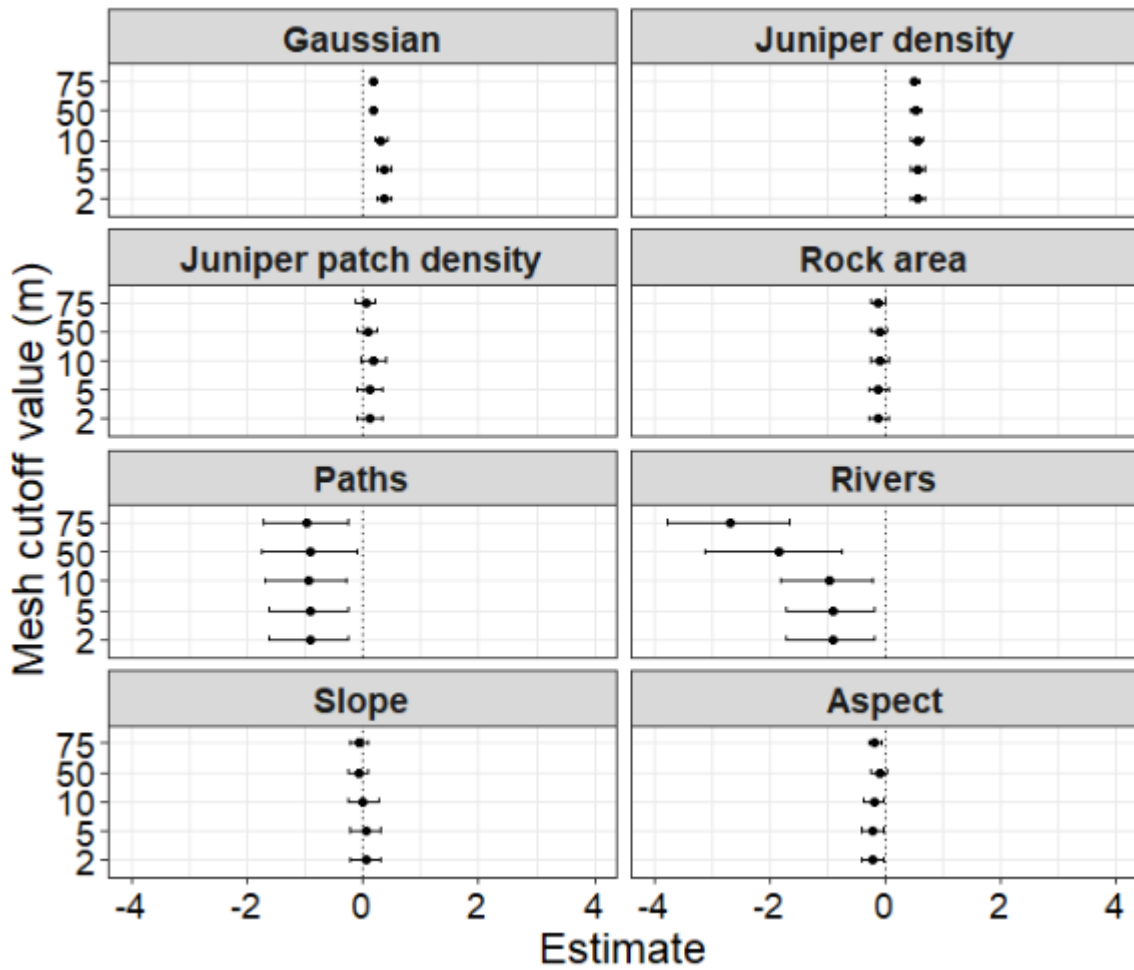 Gaussian
Juniper density
75
50
10
5
2
Juniper patch density
Rock area
75
50
10
5
2
Mesh cutoff value (m)
Paths
Rivers
75
50
10
5
2
Slope
Aspect
75
50
10
5
2
-4 -2 0 2 4 -4 -2 0 2 4
Estimate